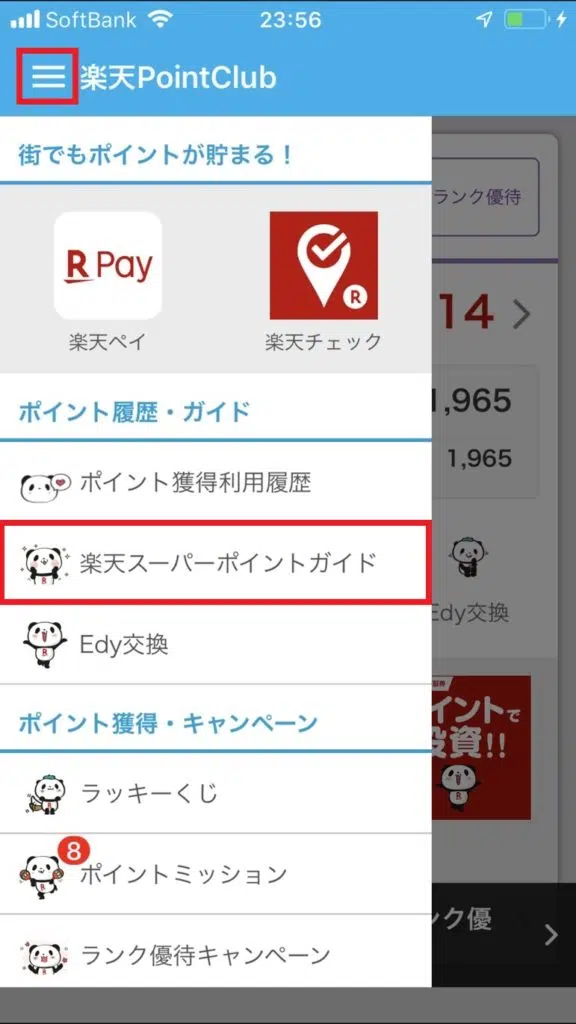 SoftBank 23:56
楽天PointClub
街でもポイントが貯まる！
ランク優待
R Pay
R
楽天ペイ
楽天チェック
14
ポイント履歴・ガイド
1,965
1,965
ポイント獲得利用履歴
楽天スーパーポイントガイド
Edy交換
Edy交換
ポイント獲得・キャンペーン
イントで
投資!!
ラッキーくじ
8
ポイントミッション
ンク優
ランク優待キャンペーン